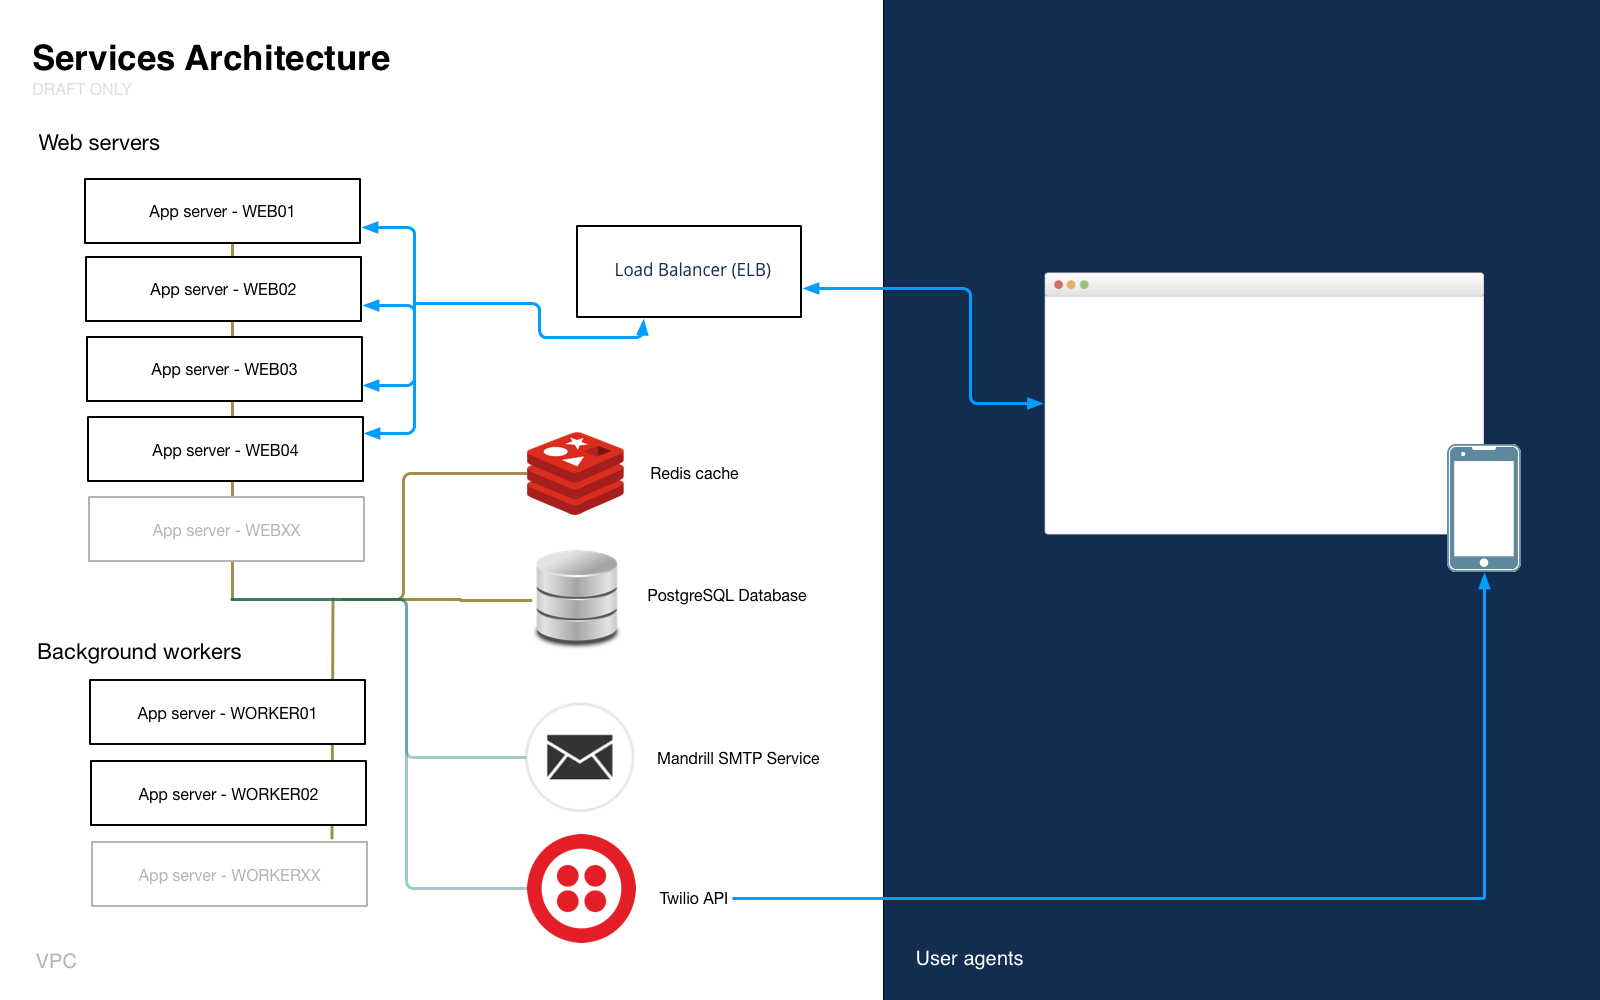 Services Architecture
DRAFT ONLY
Web servers
App server - WEB01
App server - WEB02
App server - WEB03
App server - WEB04
App server - WEBXX
Load Balancer (ELB)
Redis cache
PostgreSQL Database
Background workers
App server - WORKER01
App server - WORKER02
App server - WORKERXX
Mandrill SMTP Service
Twilio API
VPC
User agents